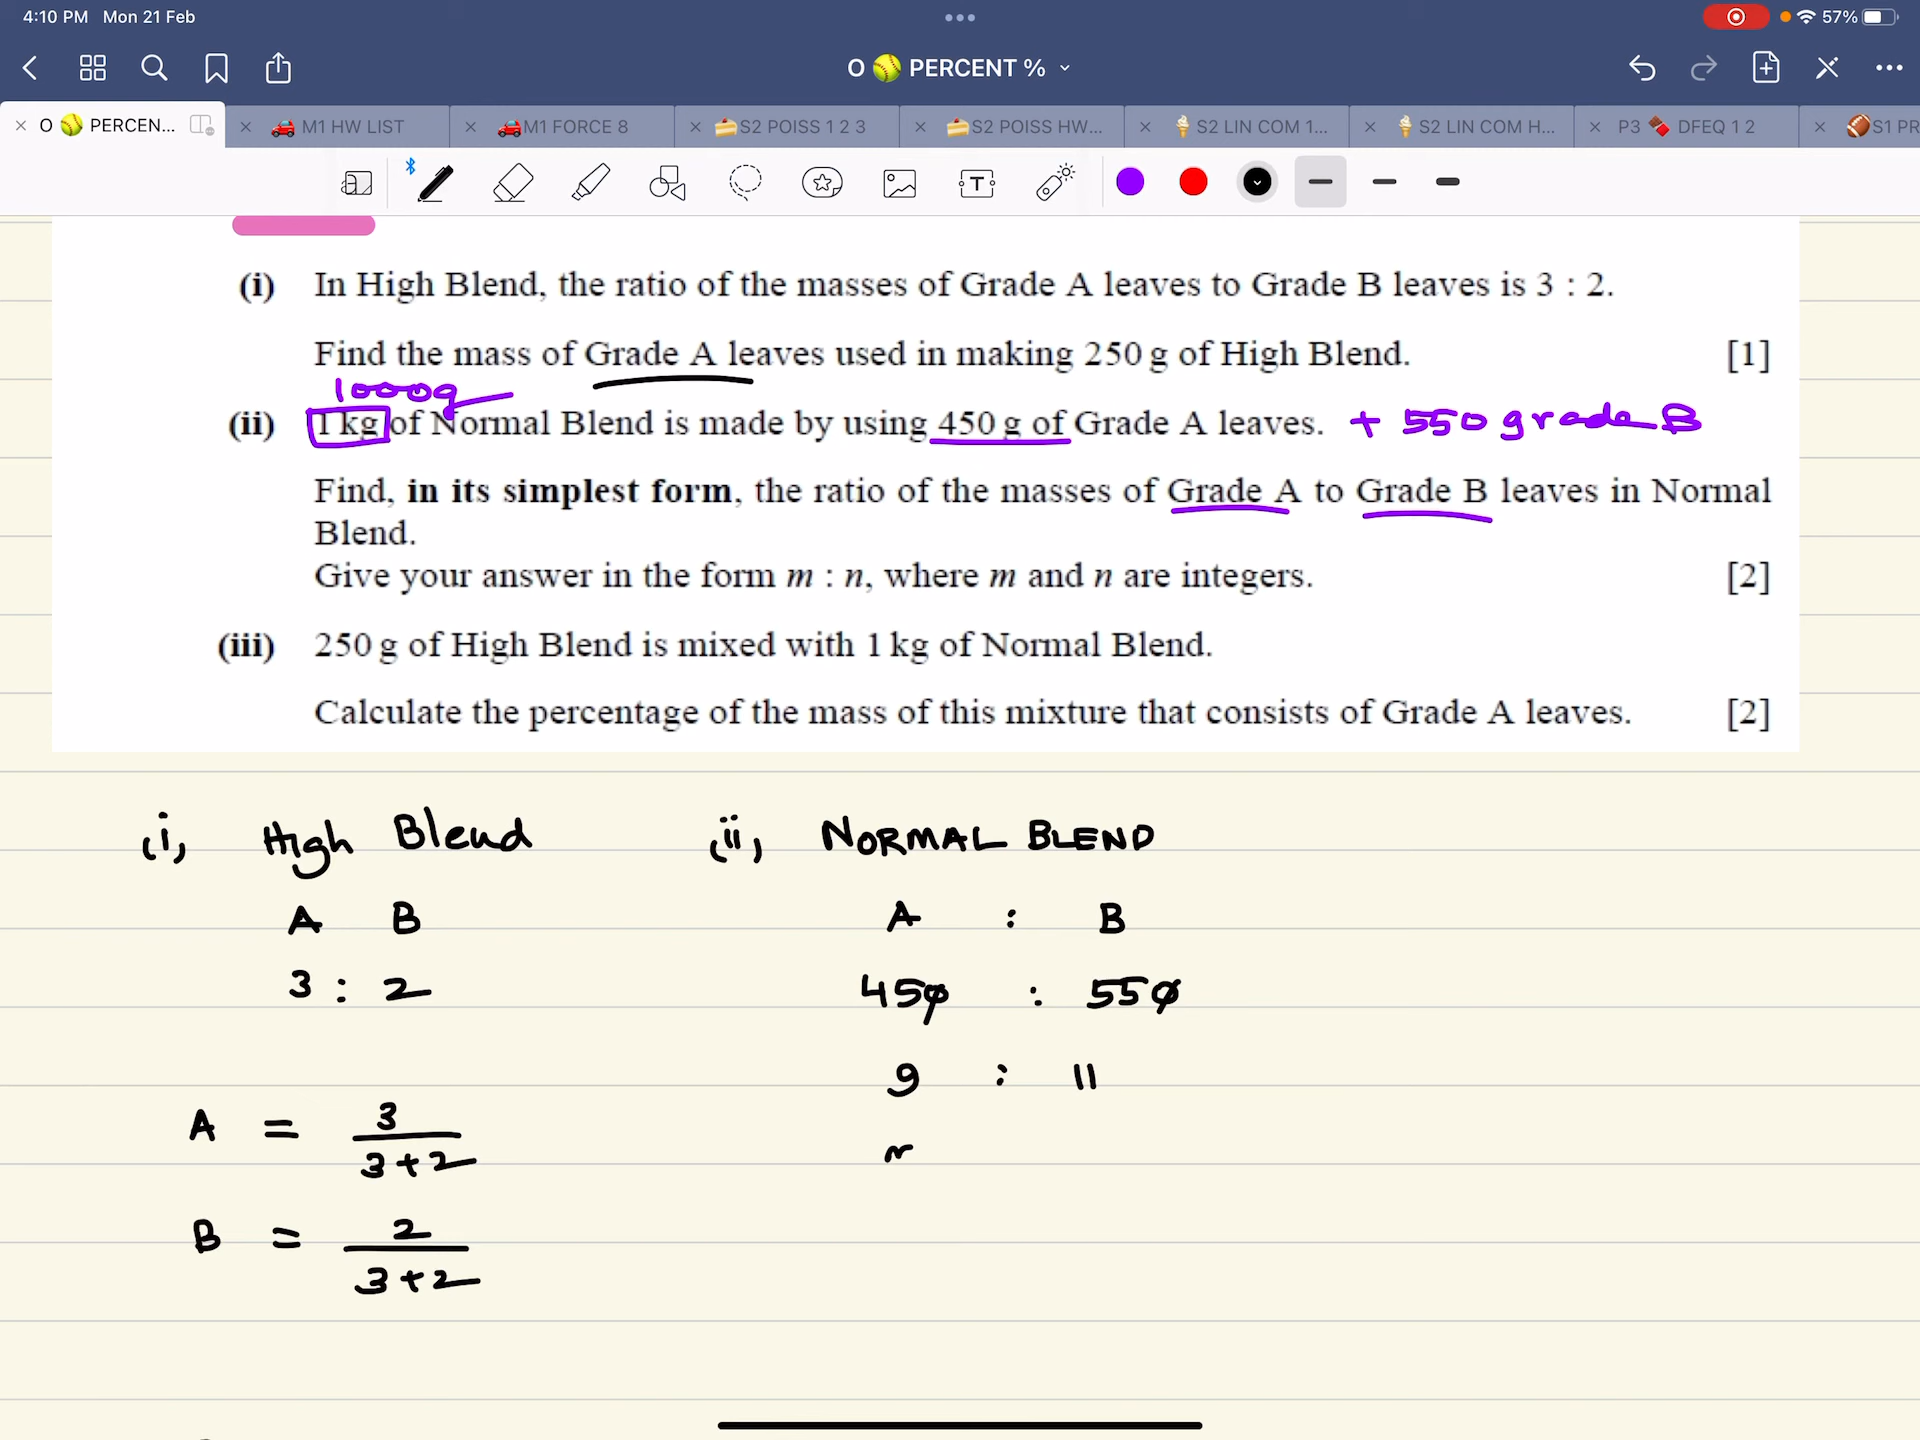 4:10 PM Mon 21 Feb
57%
O 🥎 PERCENT %
O 🥎 PERCEN...
🚗 M1 HW LIST
🚗M1 FORCE 8
🍰S2 POISS 1 2 3
🍰S2 POISS HW...
🍦 S2 LIN COM 1...
🍦 S2 LIN COM H...
P3 🍫 DFEQ 1 2
🏈S1 PR
(i) In High Blend, the ratio of the masses of Grade A leaves to Grade B leaves is 3 : 2.
Find the mass of Grade A leaves used in making 250 g of High Blend. [1]
1000g
(ii) 1 kg of Normal Blend is made by using 450 g of Grade A leaves. + 550 grade B
Find, in its simplest form, the ratio of the masses of Grade A to Grade B leaves in Normal
Blend.
Give your answer in the form m : n, where m and n are integers. [2]
(iii) 250 g of High Blend is mixed with 1 kg of Normal Blend.
Calculate the percentage of the mass of this mixture that consists of Grade A leaves. [2]
(i) High Blend
A B
3 : 2
A = 3/(3+2)
B = 2/(3+2)
(ii) NORMAL BLEND
A : B
450 : 550
9 : 11